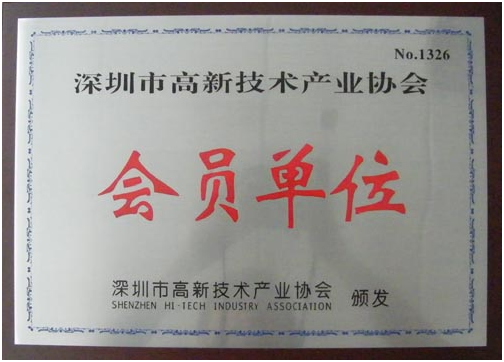 No.1326
深圳市高新技术产业协会
会员单位
深圳市高新技术产业协会 颁发
SHENZHEN HI-TECH INDUSTRY ASSOCIATION